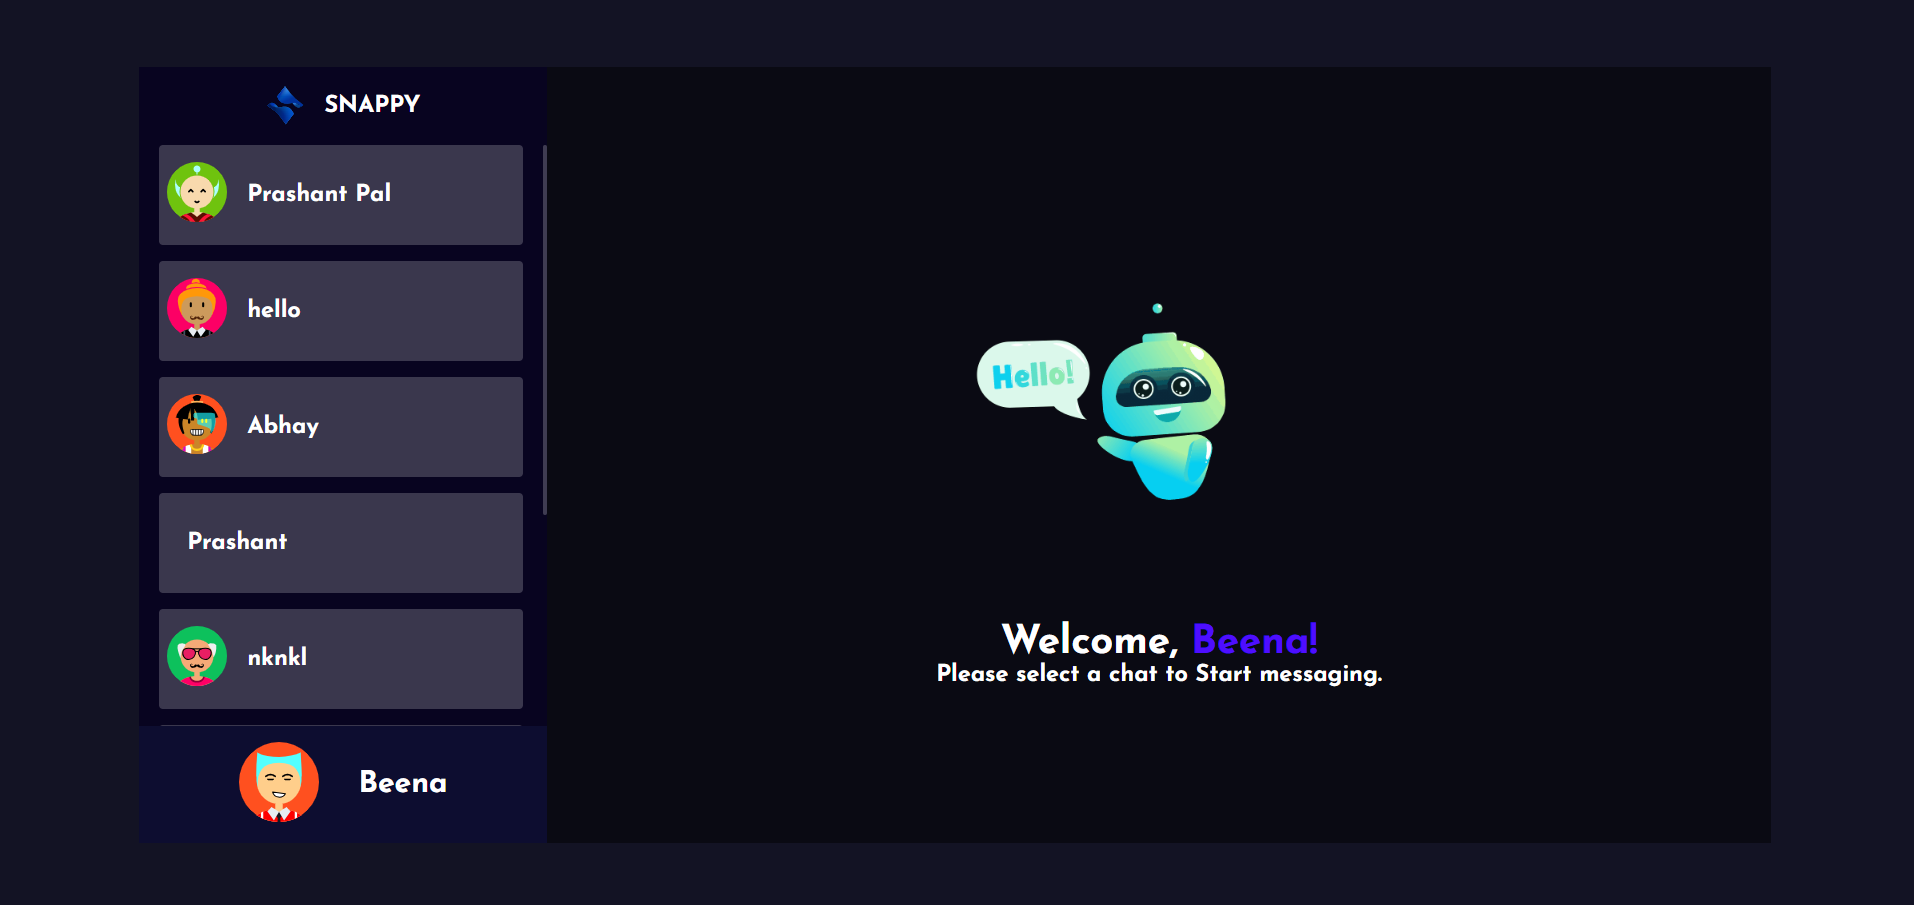 SNAPPY
Prashant Pal
hello
Abhay
Prashant
nknkl
Beena
Hello!
Welcome, Beena!
Please select a chat to Start messaging.